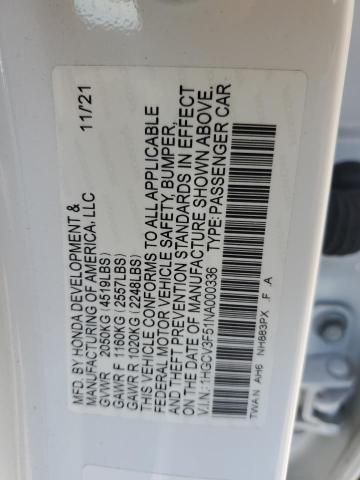 MFD. BY HONDA DEVELOPMENT &
MANUFACTURING OF AMERICA, LLC 11/21
GVWR 2050KG (4519LBS)
GAWR F 1160KG (2557LBS)
GAWR R 1020KG (2248LBS)
THIS VEHICLE CONFORMS TO ALL APPLICABLE
FEDERAL MOTOR VEHICLE SAFETY, BUMPER,
AND THEFT PREVENTION STANDARDS IN EFFECT
ON THE DATE OF MANUFACTURE SHOWN ABOVE.
V.I.N.:1HGCV3F51NA000336 TYPE:PASSENGER CAR
TWAN AH6 NH883PX F A